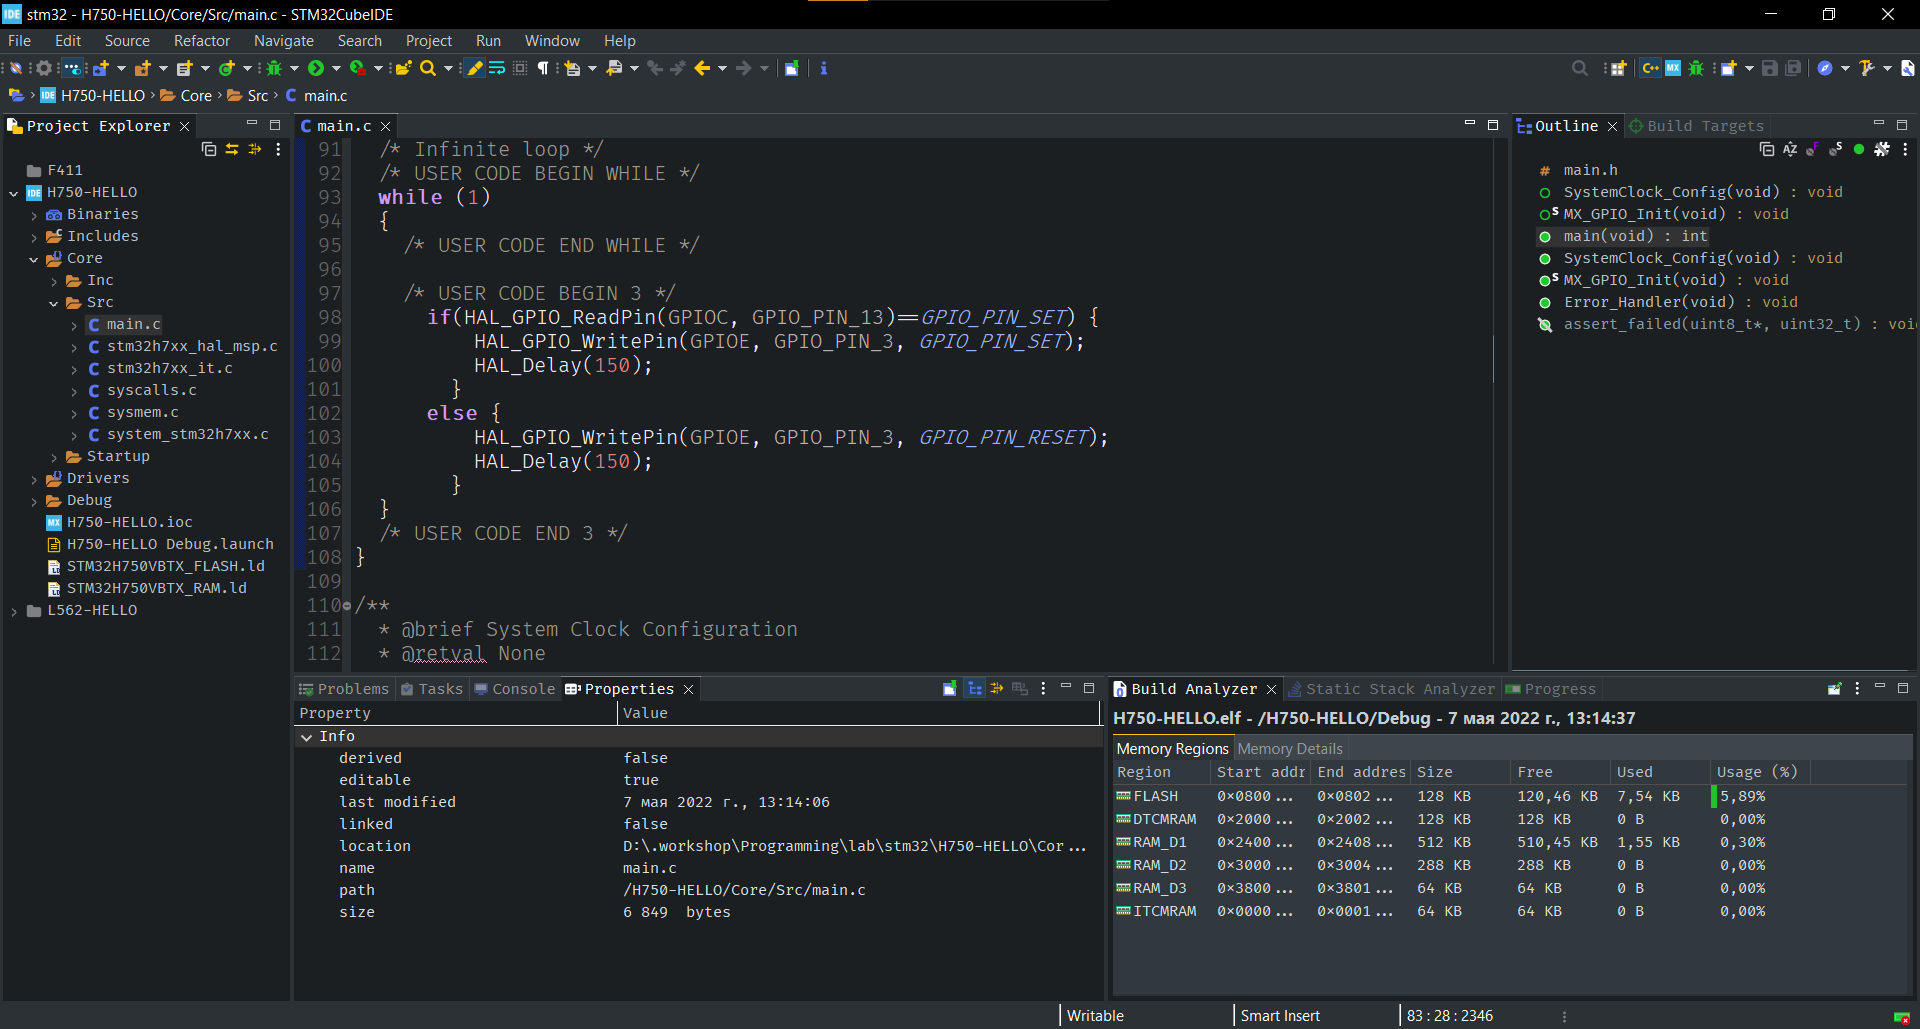 IDE stm32 - H750-HELLO/Core/Src/main.c - STM32CubeIDE
File Edit Source Refactor Navigate Search Project Run Window Help
IDE H750-HELLO Core Src C main.c
Project Explorer
F411
H750-HELLO
Binaries
Includes
Core
Inc
Src
main.c
stm32h7xx_hal_msp.c
stm32h7xx_it.c
syscalls.c
sysmem.c
system_stm32h7xx.c
Startup
Drivers
Debug
H750-HELLO.ioc
H750-HELLO Debug.launch
STM32H750VBTX_FLASH.ld
STM32H750VBTX_RAM.ld
L562-HELLO
main.c
91 /* Infinite loop */
92 /* USER CODE BEGIN WHILE */
93 while (1)
94 {
95 /* USER CODE END WHILE */
96
97 /* USER CODE BEGIN 3 */
98 if(HAL_GPIO_ReadPin(GPIOC, GPIO_PIN_13)==GPIO_PIN_SET) {
99 HAL_GPIO_WritePin(GPIOE, GPIO_PIN_3, GPIO_PIN_SET);
100 HAL_Delay(150);
101 }
102 else {
103 HAL_GPIO_WritePin(GPIOE, GPIO_PIN_3, GPIO_PIN_RESET);
104 HAL_Delay(150);
105 }
106 }
107 /* USER CODE END 3 */
108 }
109
110 /**
111 * @brief System Clock Configuration
112 * @retval None
Outline Build Targets
# main.h
SystemClock_Config(void) : void
S MX_GPIO_Init(void) : void
main(void) : int
SystemClock_Config(void) : void
S MX_GPIO_Init(void) : void
Error_Handler(void) : void
assert_failed(uint8_t*, uint32_t) : voi
Problems Tasks Console Properties
Property Value
Info
derived false
editable true
last modified 7 мая 2022 г., 13:14:06
linked false
location D:\.workshop\Programming\lab\stm32\H750-HELLO\Cor...
name main.c
path /H750-HELLO/Core/Src/main.c
size 6 849 bytes
Build Analyzer Static Stack Analyzer Progress
H750-HELLO.elf - /H750-HELLO/Debug - 7 мая 2022 г., 13:14:37
Memory Regions Memory Details
Region Start addr End addres Size Free Used Usage (%)
FLASH 0x0800... 0x0802... 128 KB 120,46 KB 7,54 KB 5,89%
DTCMRAM 0x2000... 0x2002... 128 KB 128 KB 0 B 0,00%
RAM_D1 0x2400... 0x2408... 512 KB 510,45 KB 1,55 KB 0,30%
RAM_D2 0x3000... 0x3004... 288 KB 288 KB 0 B 0,00%
RAM_D3 0x3800... 0x3801... 64 KB 64 KB 0 B 0,00%
ITCMRAM 0x0000... 0x0001... 64 KB 64 KB 0 B 0,00%
Writable Smart Insert 83 : 28 : 2346